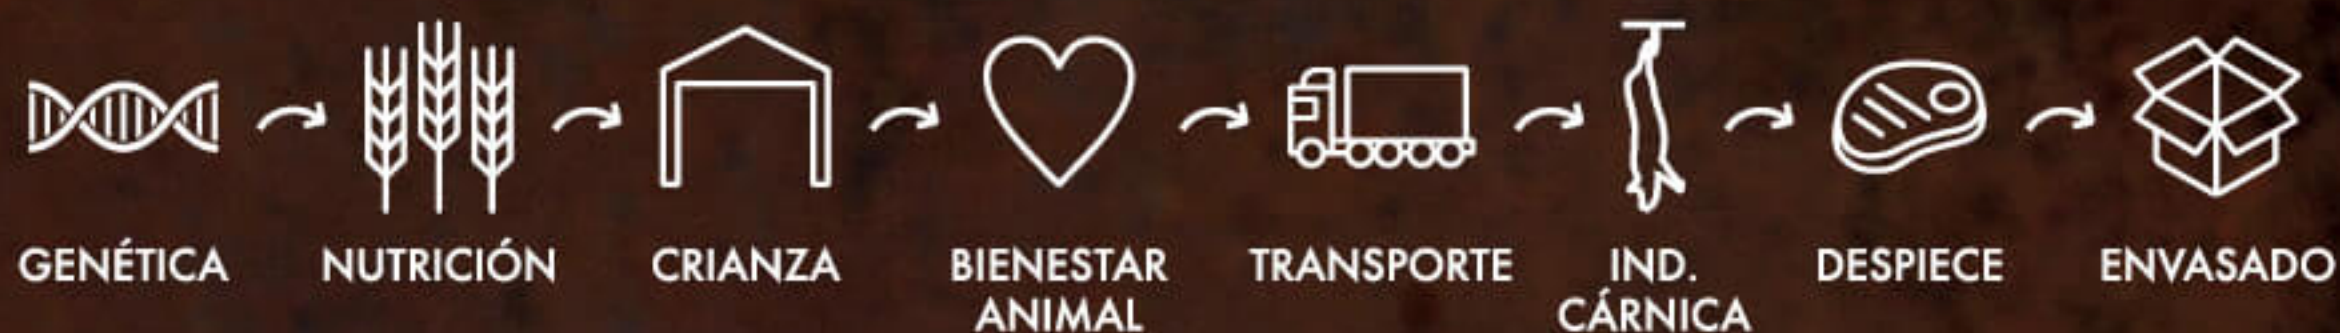 GENÉTICA
NUTRICIÓN
CRIANZA
BIENESTAR
ANIMAL
TRANSPORTE
IND.
CÁRNICA
DESPIECE
ENVASADO